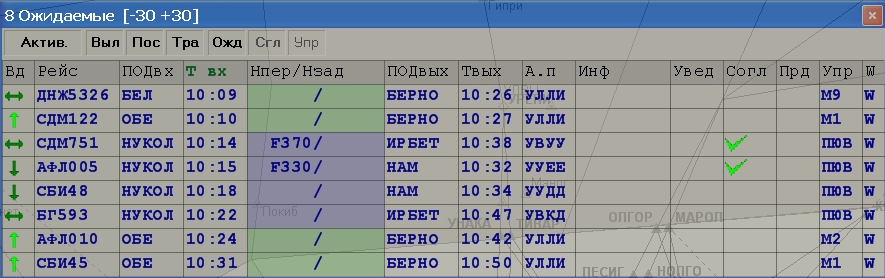 Гипри
8 Ожидаемые [-30 +30]
Актив. Выл Пос Тра Ожд Сгл Упр
Вд Рейс ПОДвх Т вх Нпер/Нзад ПОДвых Твых А.п Инф Увед Согл Прд Упр W
↔ ДНЖ5326 БЕЛ 10:09 / БЕРНО 10:26 УЛЛИ М9 W
↑ СДМ122 ОБЕ 10:10 / БЕРНО 10:27 УЛЛИ М1 W
↔ СДМ751 НУКОЛ 10:14 F370/ ИРБЕТ 10:38 УВУУ ПЮВ W
↓ АФЛ005 НУКОЛ 10:15 F330/ НАМ 10:32 УУЕЕ ПЮВ W
↓ СБИ48 НУКОЛ 10:18 / НАМ 10:34 УУДД ПЮВ W
↔ БГ593 НУКОЛ 10:22 / ИРБЕТ 10:47 УВКД ПЮВ W
Покиб
УНАКА ТИНАР ОЛГОР МАРОЛ
↑ АФЛ010 ОБЕ 10:24 / БЕРНО 10:42 УЛЛИ М2 W
↑ СБИ45 ОБЕ 10:31 / БЕРНО 10:50 УЛЛИ М1 W
ПЕСИГ НОЛГО